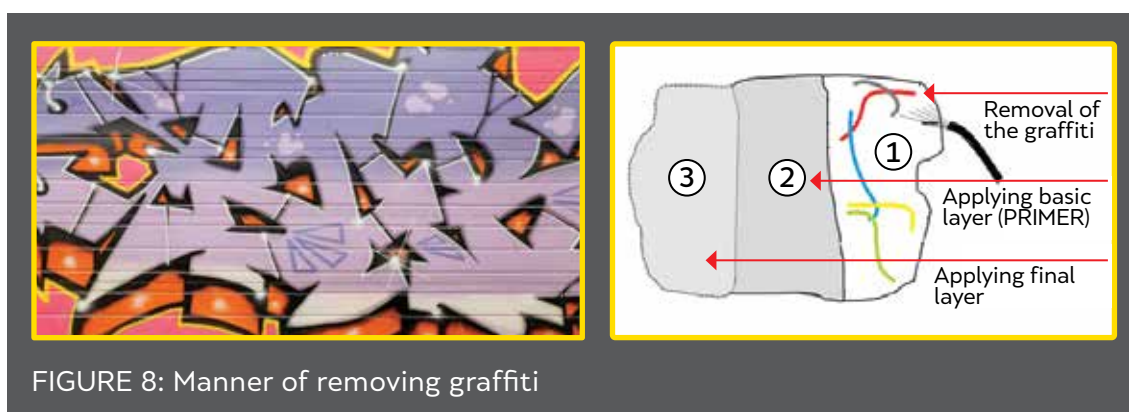 Removal of
the graffiti
①
②
③
Applying basic
layer (PRIMER)
Applying final
layer
FIGURE 8: Manner of removing graffiti